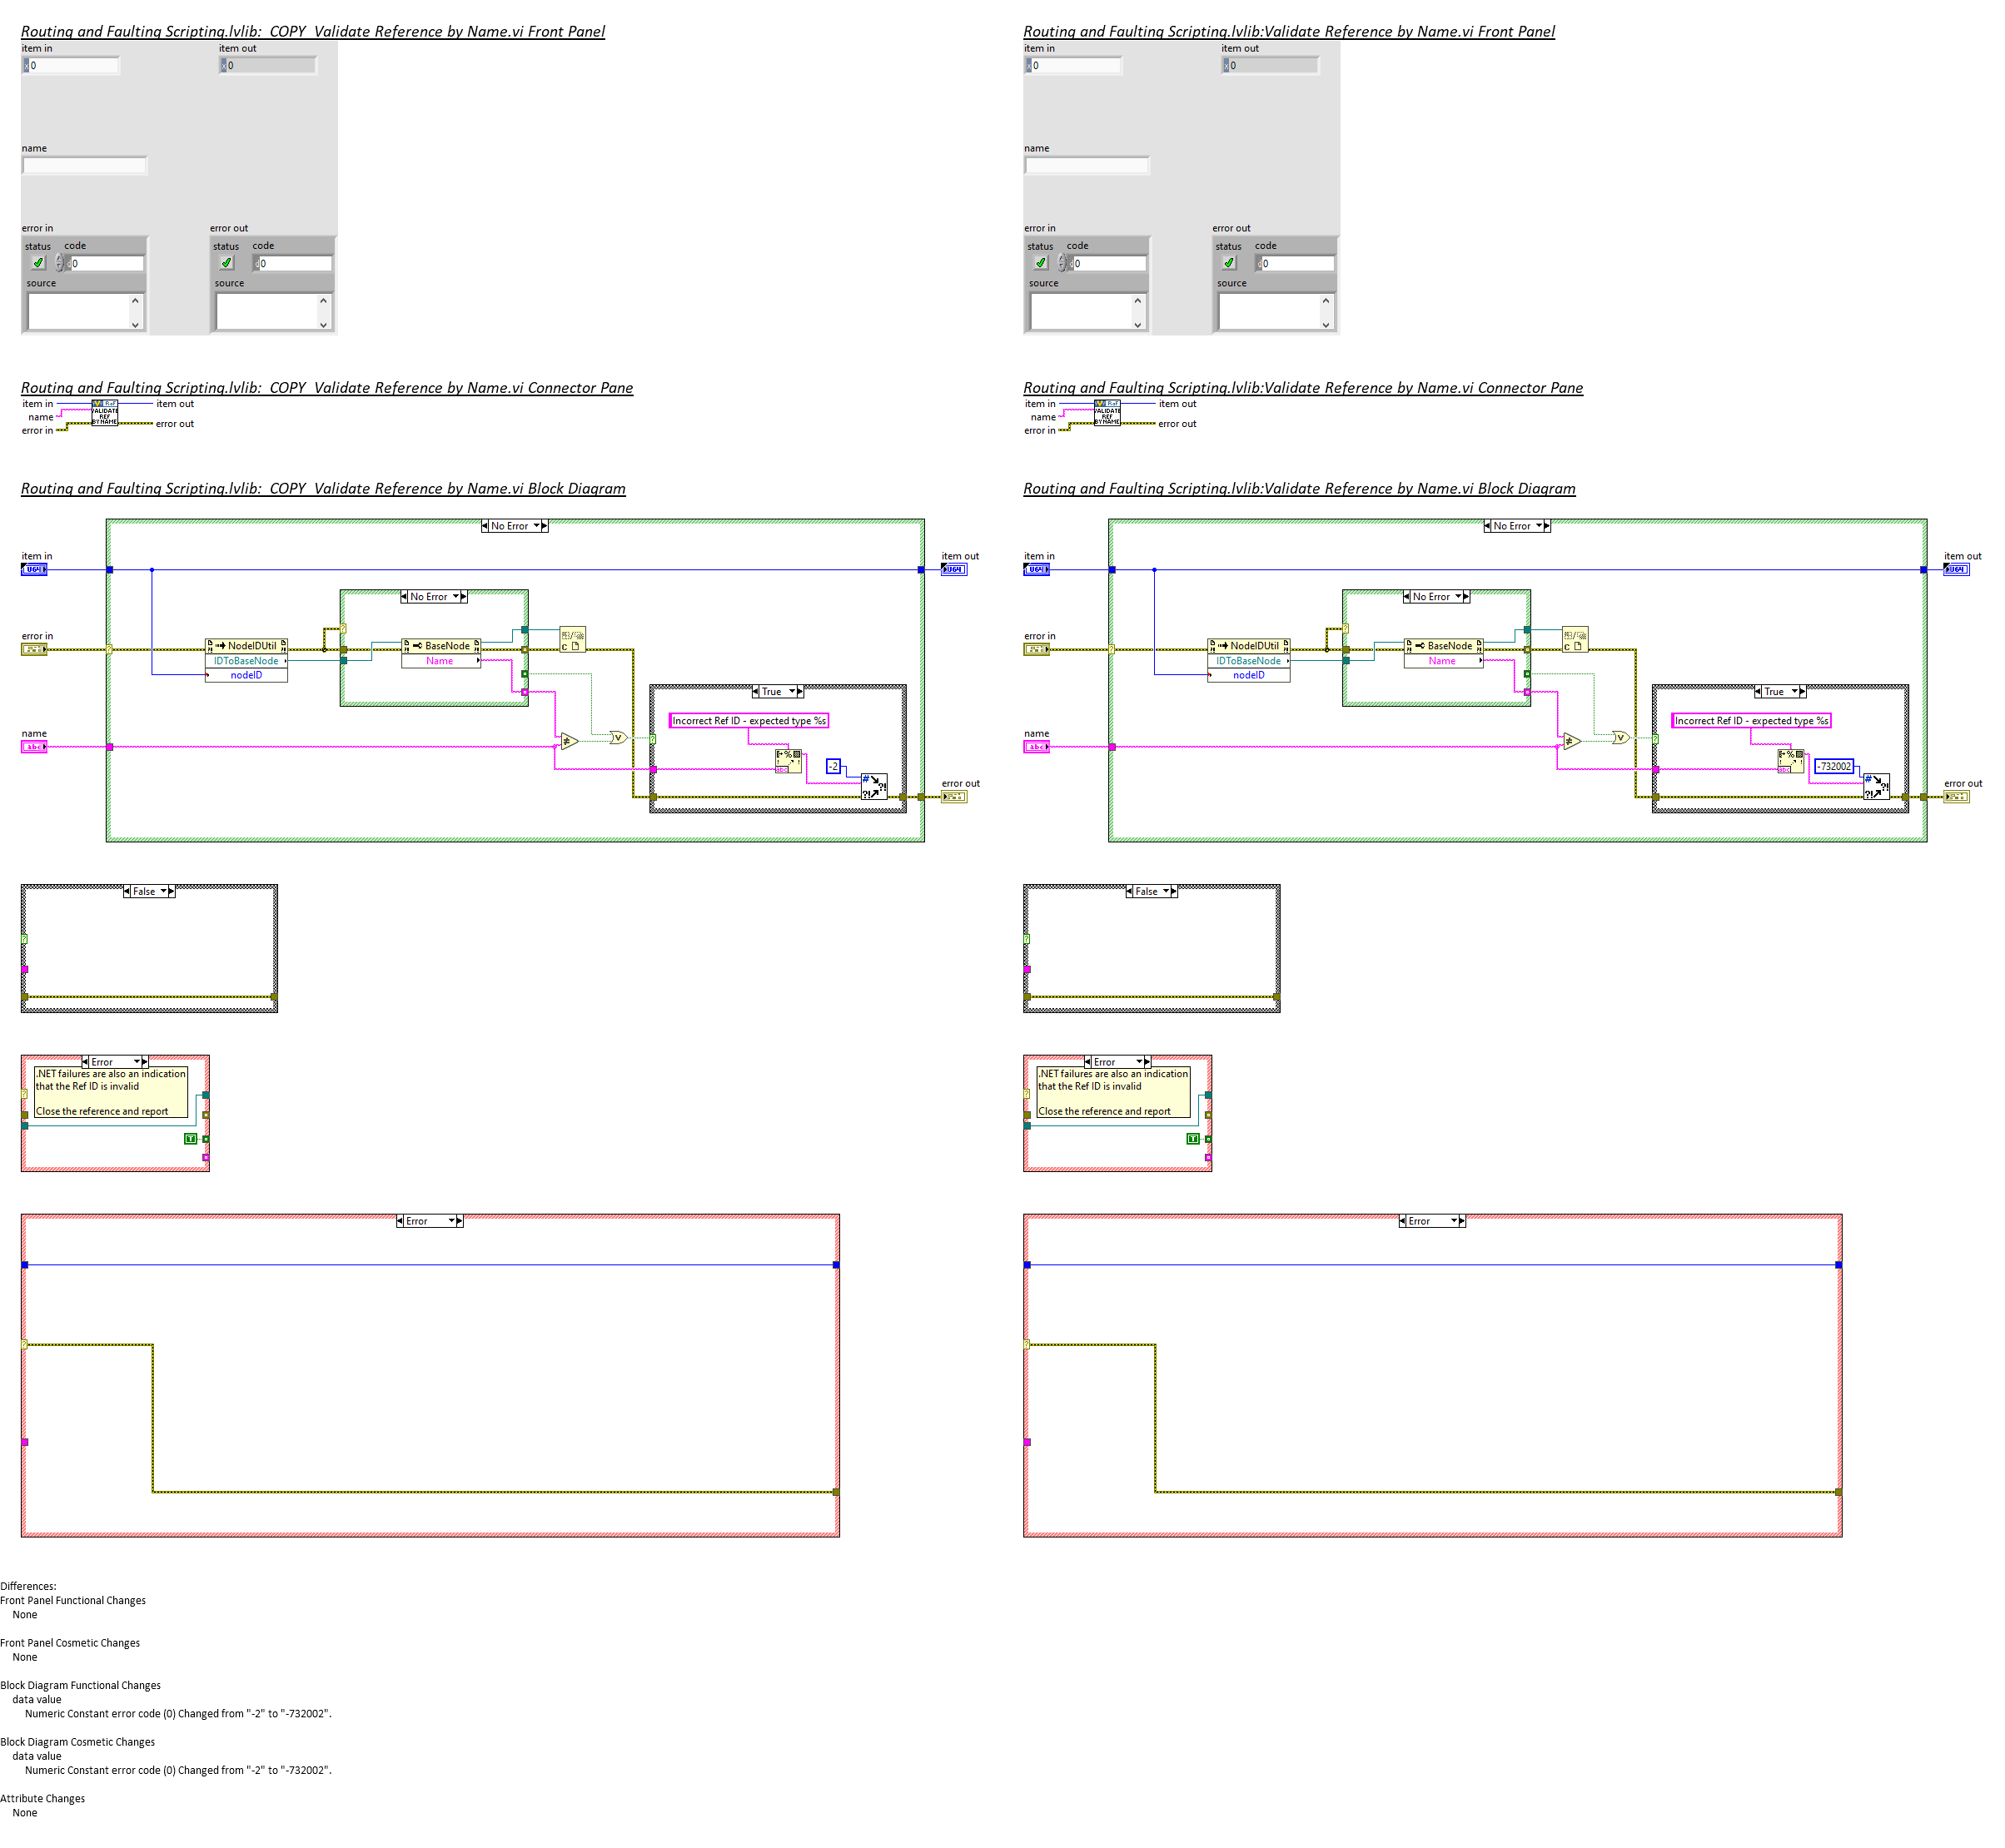 Routing and Faulting Scripting.lvlib:  COPY  Validate Reference by Name.vi Front Panel
item in
item out
0
0
name
error in
error out
status code
status code
0
0
source
source
Routing and Faulting Scripting.lvlib:  COPY  Validate Reference by Name.vi Connector Pane
item in
name
error in
VALIDATE
REF
BY NAME
item out
error out
Routing and Faulting Scripting.lvlib:  COPY  Validate Reference by Name.vi Block Diagram
No Error
item in
U64
item out
U64
No Error
error in
NodeIDUtil
IDToBaseNode
nodeID
BaseNode
Name
True
Incorrect Ref ID - expected type %s
name
abc
-2
error out
False
Error
.NET failures are also an indication
that the Ref ID is invalid
Close the reference and report
T
Error
Routing and Faulting Scripting.lvlib:Validate Reference by Name.vi Front Panel
item in
item out
0
0
name
error in
error out
status code
status code
0
0
source
source
Routing and Faulting Scripting.lvlib:Validate Reference by Name.vi Connector Pane
item in
name
error in
VALIDATE
REF
BY NAME
item out
error out
Routing and Faulting Scripting.lvlib:Validate Reference by Name.vi Block Diagram
No Error
item in
U64
item out
U64
No Error
error in
NodeIDUtil
IDToBaseNode
nodeID
BaseNode
Name
True
Incorrect Ref ID - expected type %s
name
abc
-732002
error out
False
Error
.NET failures are also an indication
that the Ref ID is invalid
Close the reference and report
T
Error
Differences:
Front Panel Functional Changes
None
Front Panel Cosmetic Changes
None
Block Diagram Functional Changes
data value
Numeric Constant error code (0) Changed from "-2" to "-732002".
Block Diagram Cosmetic Changes
data value
Numeric Constant error code (0) Changed from "-2" to "-732002".
Attribute Changes
None